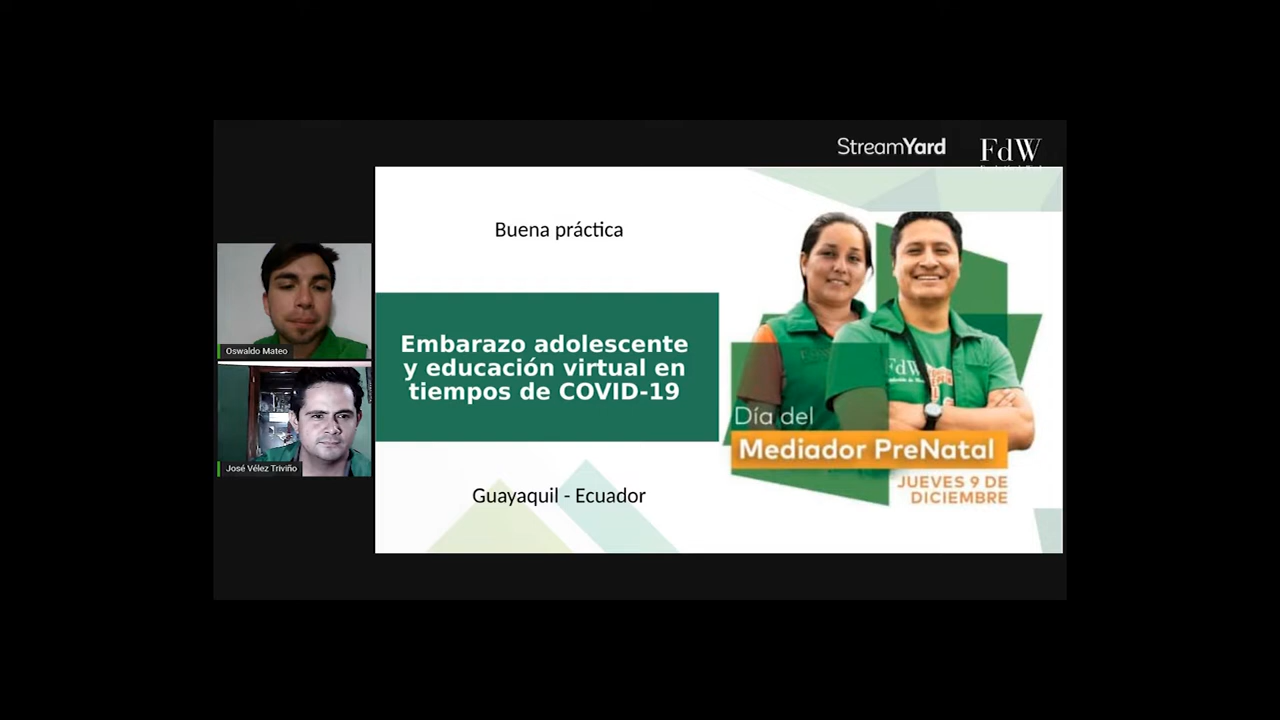 StreamYard
FdW
Buena práctica
Embarazo adolescente
y educación virtual en
tiempos de COVID-19
Guayaquil - Ecuador
FdW
Día del
Mediador PreNatal
JUEVES 9 DE
DICIEMBRE
Oswaldo Mateo
José Vélez Triviño